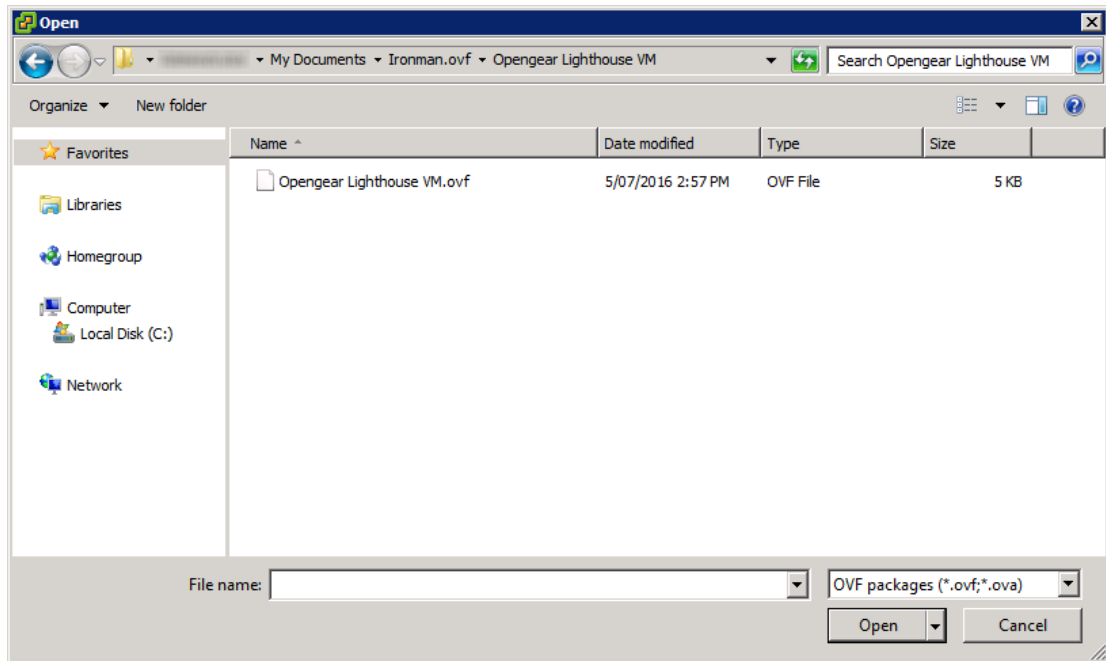 Open
My Documents Ironman.ovf Opengear Lighthouse VM Search Opengear Lighthouse VM
Organize New folder
Name Date modified Type Size
Favorites
Opengear Lighthouse VM.ovf 5/07/2016 2:57 PM OVF File 5 KB
Libraries
Homegroup
Computer
Local Disk (C:)
Network
File name: OVF packages (*.ovf;*.ova)
Open Cancel